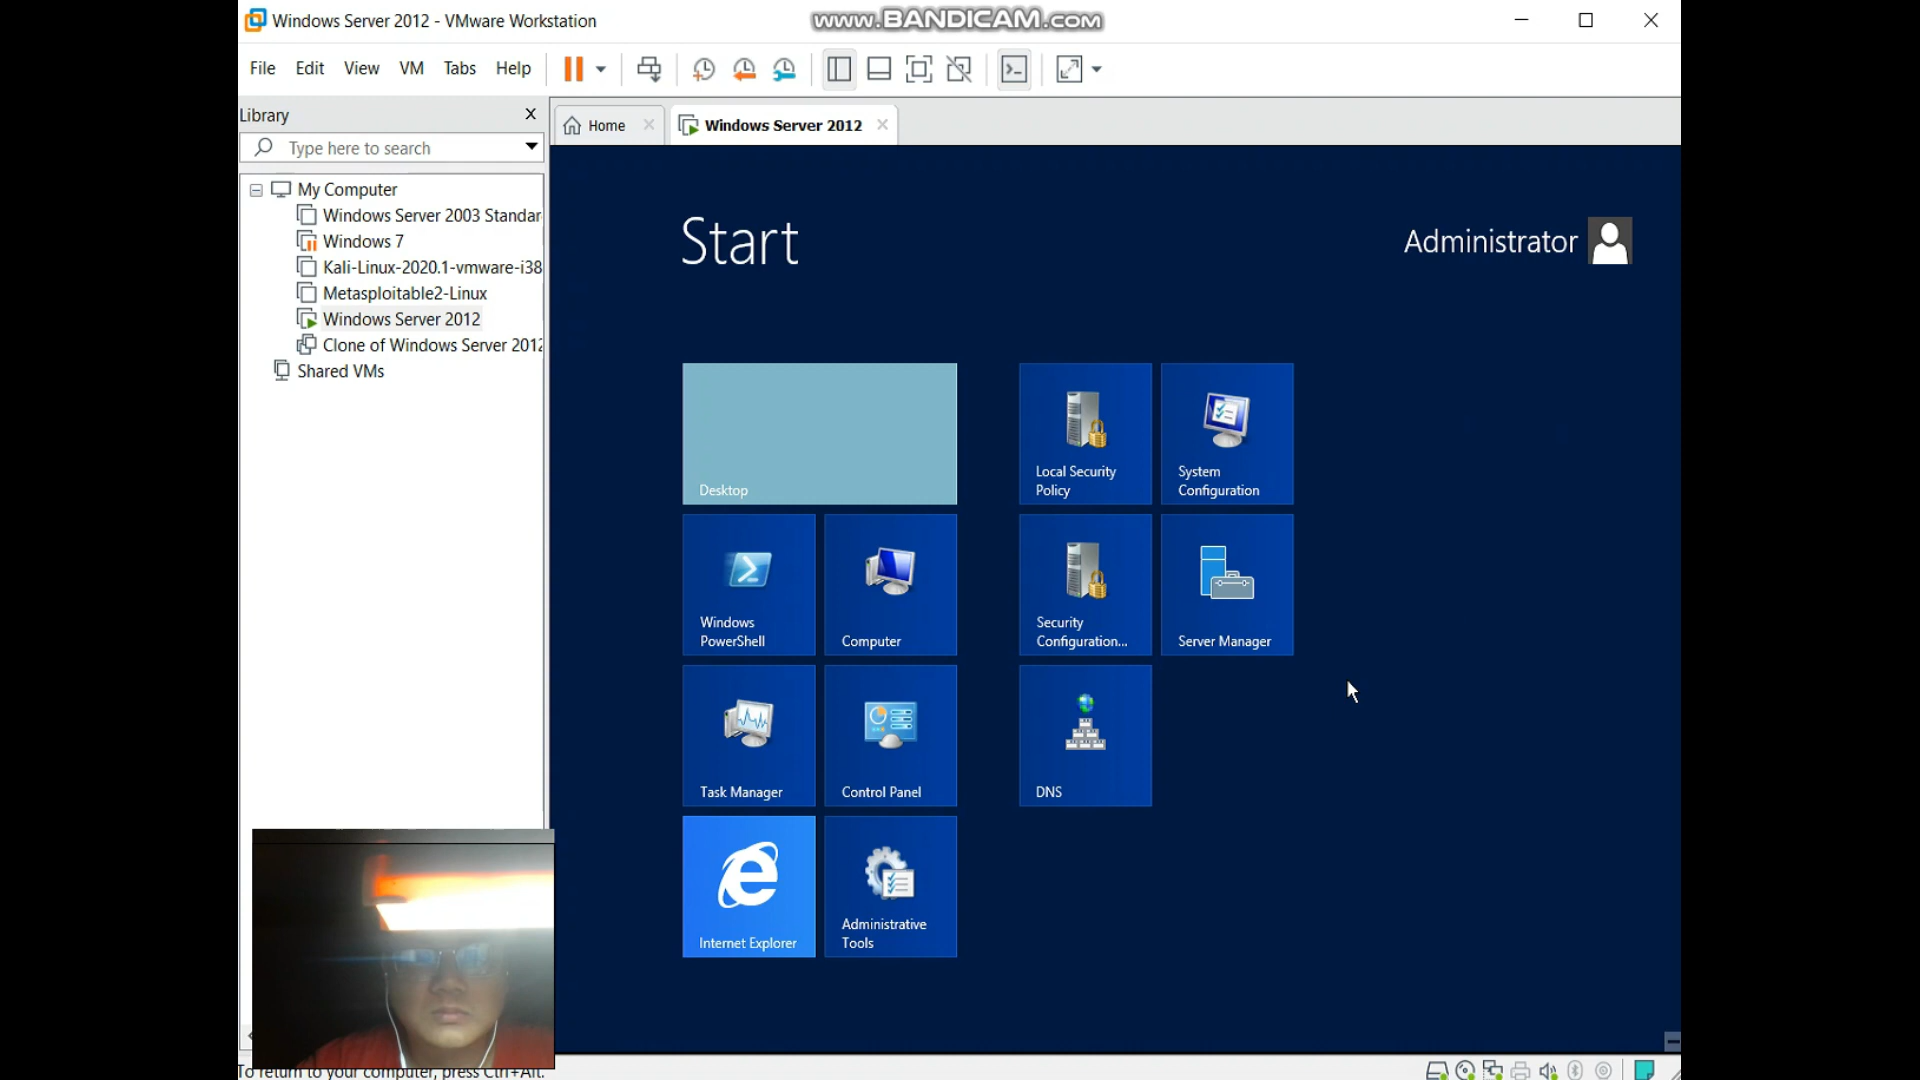 Windows Server 2012 - VMware Workstation
www.BANDICAM.com
File Edit View VM Tabs Help
Library
Type here to search
Home
Windows Server 2012
My Computer
Windows Server 2003 Standar
Windows 7
Kali-Linux-2020.1-vmware-i38
Metasploitable2-Linux
Windows Server 2012
Clone of Windows Server 2012
Shared VMs
Start
Administrator
Desktop
Local Security
Policy
System
Configuration
Windows
PowerShell
Computer
Security
Configuration...
Server Manager
Task Manager
Control Panel
DNS
Internet Explorer
Administrative
Tools
To return to your computer, press Ctrl+Alt.